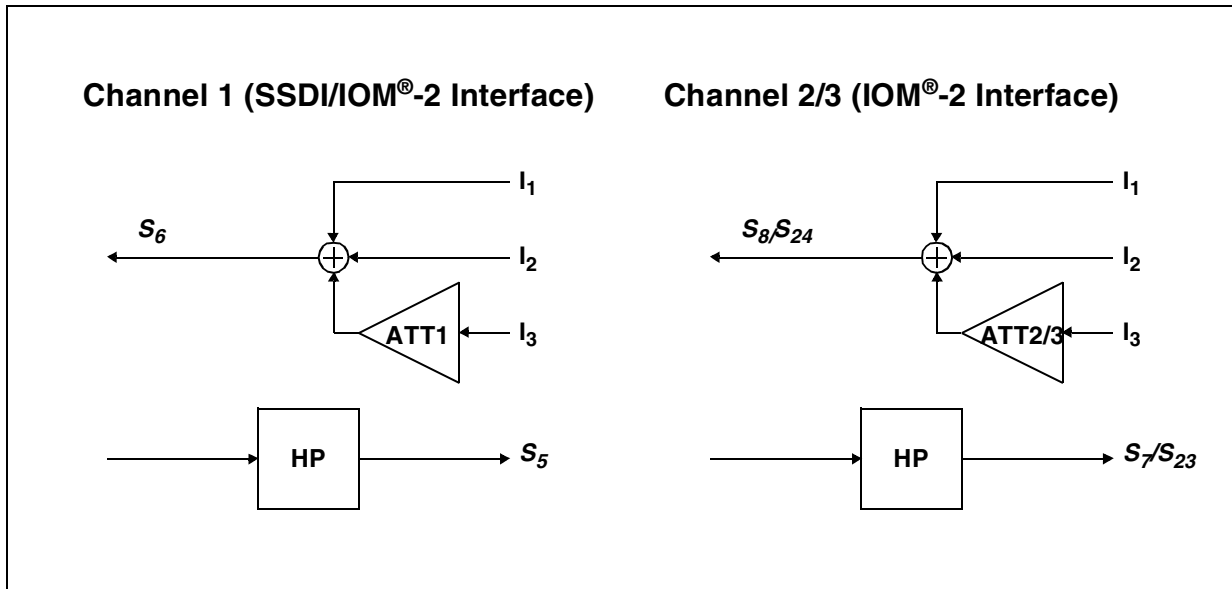 Channel 1 (SSDI/IOM®-2 Interface)
I₁
S₆
I₂
ATT1
I₃
HP
S₅
Channel 2/3 (IOM®-2 Interface)
I₁
S₈/S₂₄
I₂
ATT2/3
I₃
HP
S₇/S₂₃